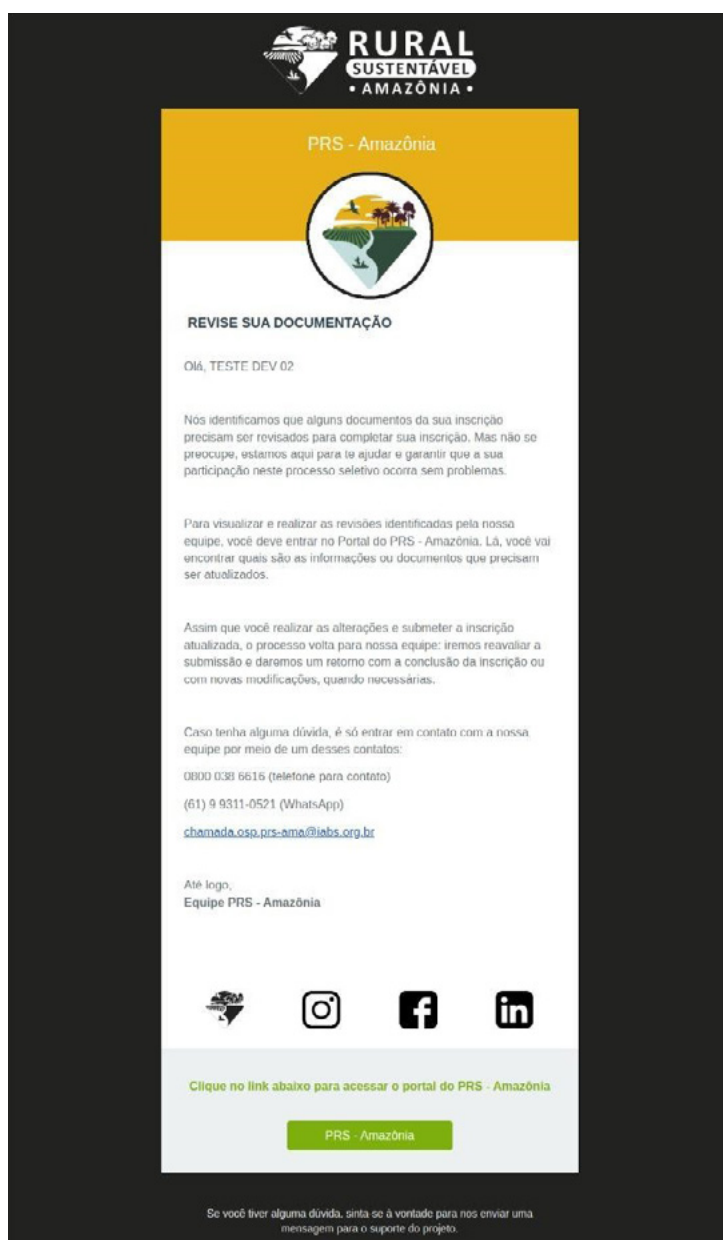 RURAL
SUSTENTÁVEL
• AMAZÔNIA •
PRS - Amazônia
REVISE SUA DOCUMENTAÇÃO
Olá, TESTE DEV 02
Nós identificamos que alguns documentos da sua inscrição
precisam ser revisados para completar sua inscrição. Mas não se
preocupe, estamos aqui para te ajudar e garantir que a sua
participação neste processo seletivo ocorra sem problemas.
Para visualizar e realizar as revisões identificadas pela nossa
equipe, você deve entrar no Portal do PRS - Amazônia. Lá, você vai
encontrar quais são as informações ou documentos que precisam
ser atualizados.
Assim que você realizar as alterações e submeter a inscrição
atualizada, o processo volta para nossa equipe: iremos reavaliar a
submissão e daremos um retorno com a conclusão da inscrição ou
com novas modificações, quando necessárias.
Caso tenha alguma dúvida, é só entrar em contato com a nossa
equipe por meio de um desses contatos:
0800 038 6616 (telefone para contato)
(61) 9 9311-0521 (WhatsApp)
chamada.osp.prs-ama@iabs.org.br
Até logo,
Equipe PRS - Amazônia
in
Clique no link abaixo para acessar o portal do PRS - Amazônia
PRS - Amazônia
Se você tiver alguma dúvida, sinta se à vontade para nos enviar uma
mensagem para o suporte do projeto.